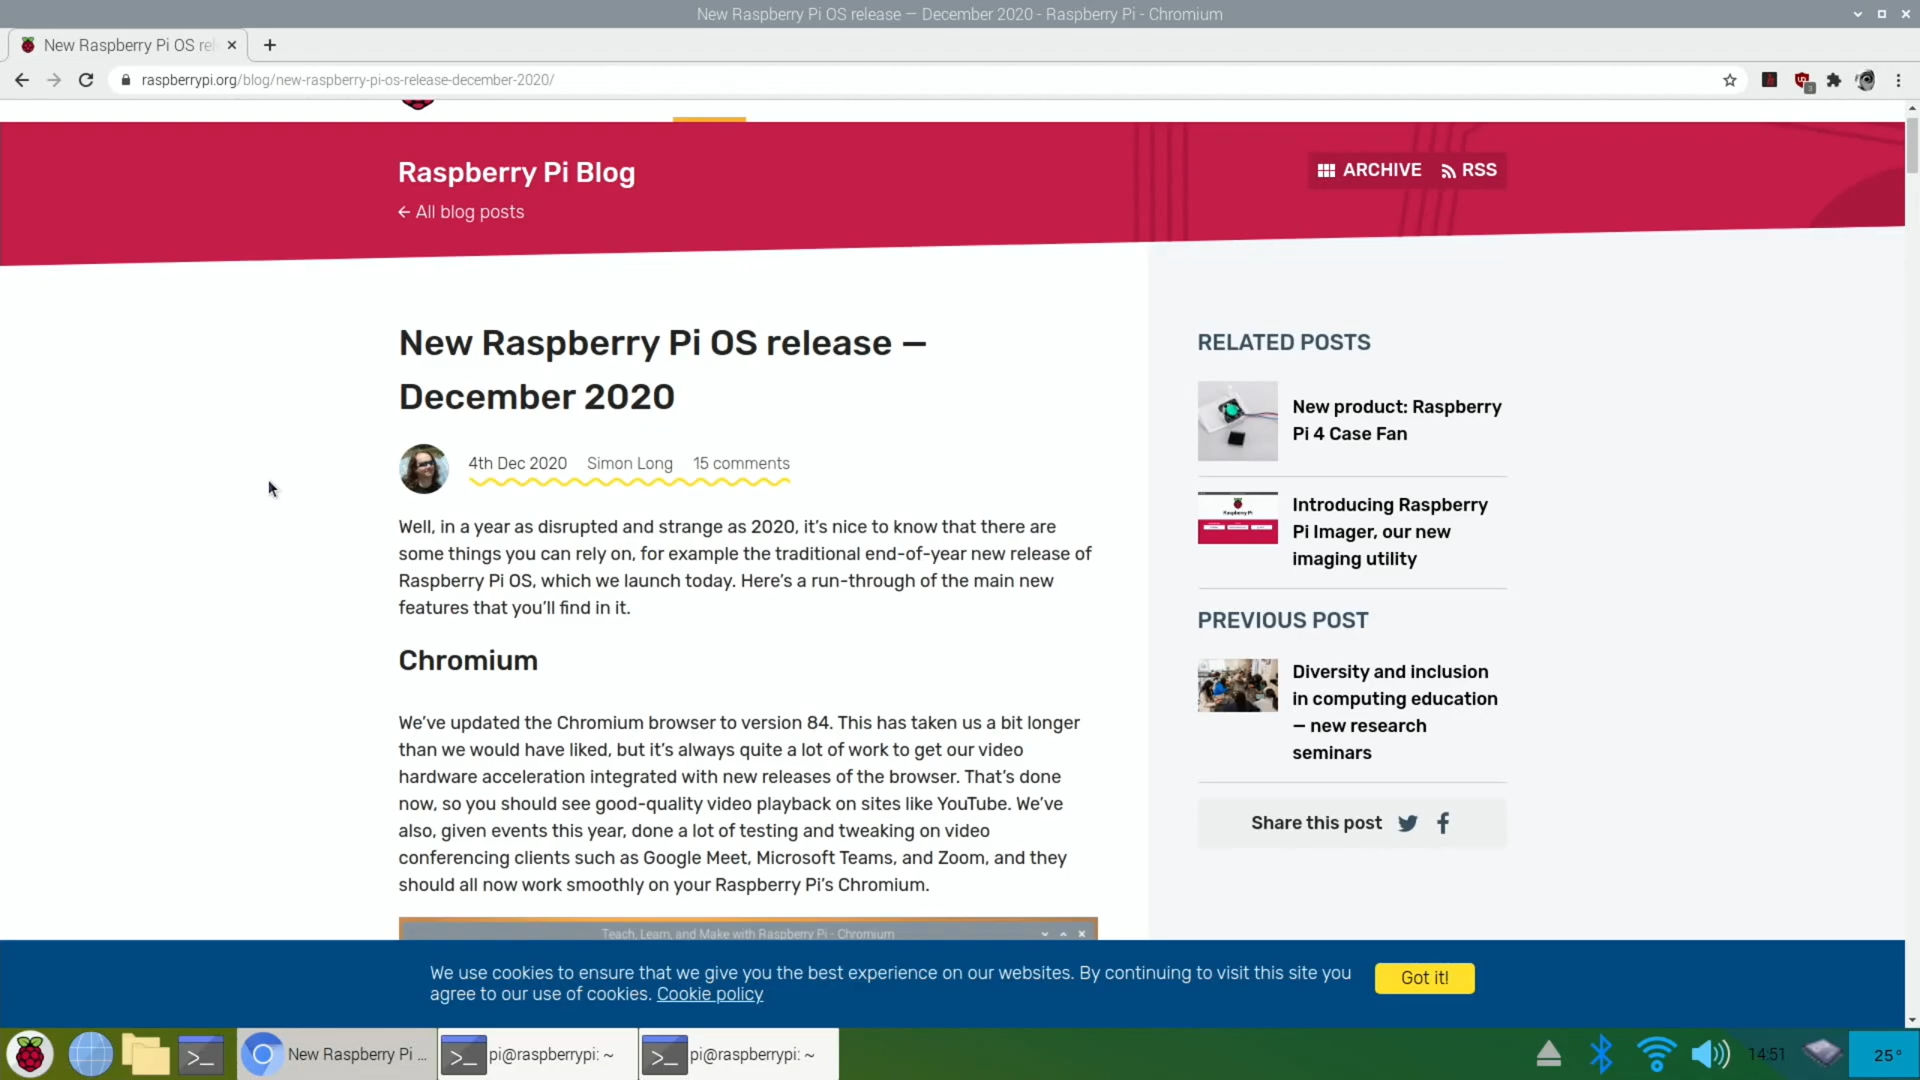 New Raspberry Pi OS release — December 2020 - Raspberry Pi - Chromium
New Raspberry Pi OS rel
raspberrypi.org/blog/new-raspberry-pi-os-release-december-2020/
3
Raspberry Pi Blog
ARCHIVE RSS
← All blog posts
New Raspberry Pi OS release —
December 2020
4th Dec 2020 Simon Long 15 comments
Well, in a year as disrupted and strange as 2020, it's nice to know that there are
some things you can rely on, for example the traditional end-of-year new release of
Raspberry Pi OS, which we launch today. Here's a run-through of the main new
features that you'll find in it.
Chromium
We've updated the Chromium browser to version 84. This has taken us a bit longer
than we would have liked, but it's always quite a lot of work to get our video
hardware acceleration integrated with new releases of the browser. That's done
now, so you should see good-quality video playback on sites like YouTube. We've
also, given events this year, done a lot of testing and tweaking on video
conferencing clients such as Google Meet, Microsoft Teams, and Zoom, and they
should all now work smoothly on your Raspberry Pi's Chromium.
Teach, Learn, and Make with Raspberry Pi - Chromium
RELATED POSTS
New product: Raspberry
Pi 4 Case Fan
Introducing Raspberry
Pi Imager, our new
imaging utility
PREVIOUS POST
Diversity and inclusion
in computing education
— new research
seminars
Share this post
We use cookies to ensure that we give you the best experience on our websites. By continuing to visit this site you
agree to our use of cookies. Cookie policy
Got it!
New Raspberry Pi ...
pi@raspberrypi: ~
pi@raspberrypi: ~
14:51
25°